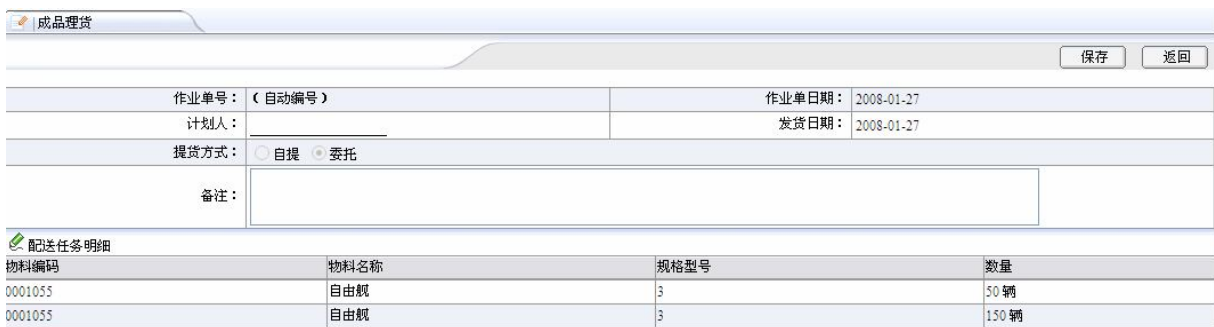 成品理货
保存 返回
作业单号： （自动编号） 作业单日期： 2008-01-27
计划人： 发货日期： 2008-01-27
提货方式： 自提 委托
备注：
配送任务明细
物料编码 物料名称 规格型号 数量
0001055 自由舰 3 50 辆
0001055 自由舰 3 150 辆